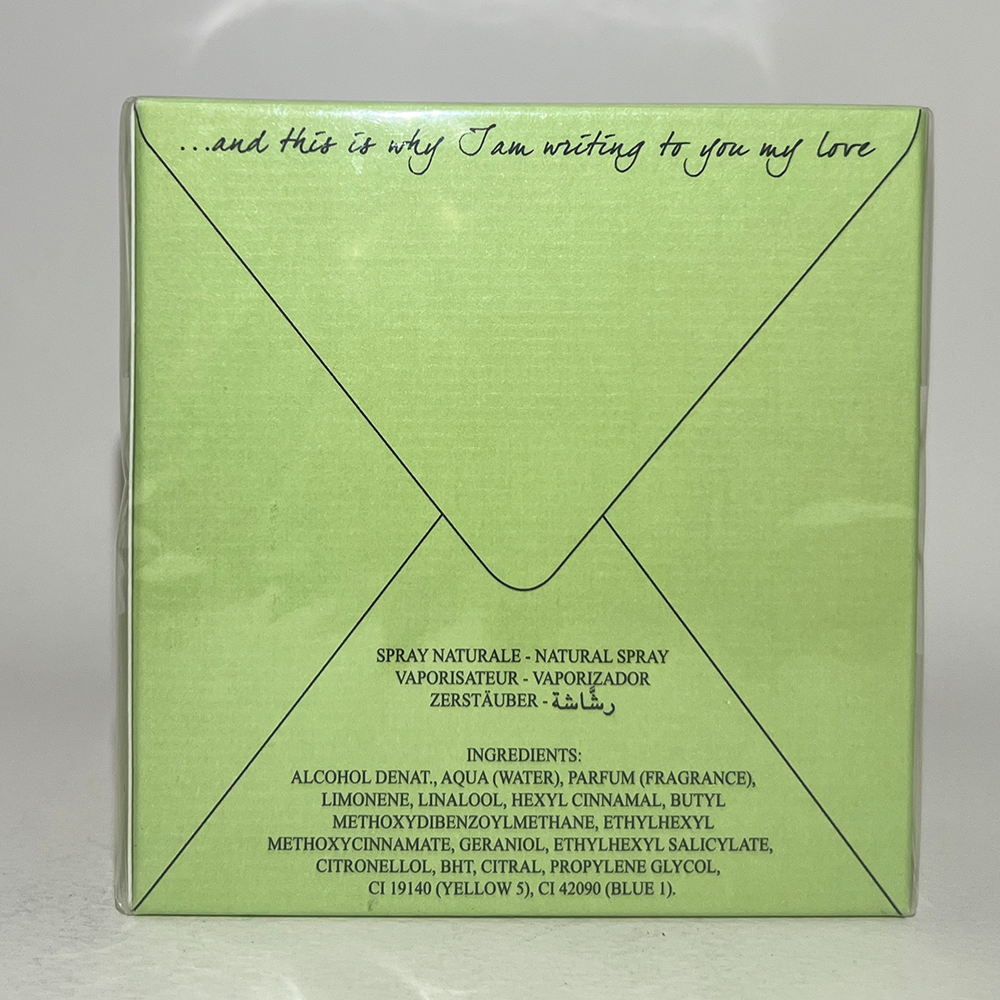 ...and this is why I am writing to you my love
SPRAY NATURALE - NATURAL SPRAY
VAPORISATEUR - VAPORIZADOR
ZERSTÄUBER - رشَّاشة
INGREDIENTS:
ALCOHOL DENAT., AQUA (WATER), PARFUM (FRAGRANCE),
LIMONENE, LINALOOL, HEXYL CINNAMAL, BUTYL
METHOXYDIBENZOYLMETHANE, ETHYLHEXYL
METHOXYCINNAMATE, GERANIOL, ETHYLHEXYL SALICYLATE,
CITRONELLOL, BHT, CITRAL, PROPYLENE GLYCOL,
CI 19140 (YELLOW 5), CI 42090 (BLUE 1).